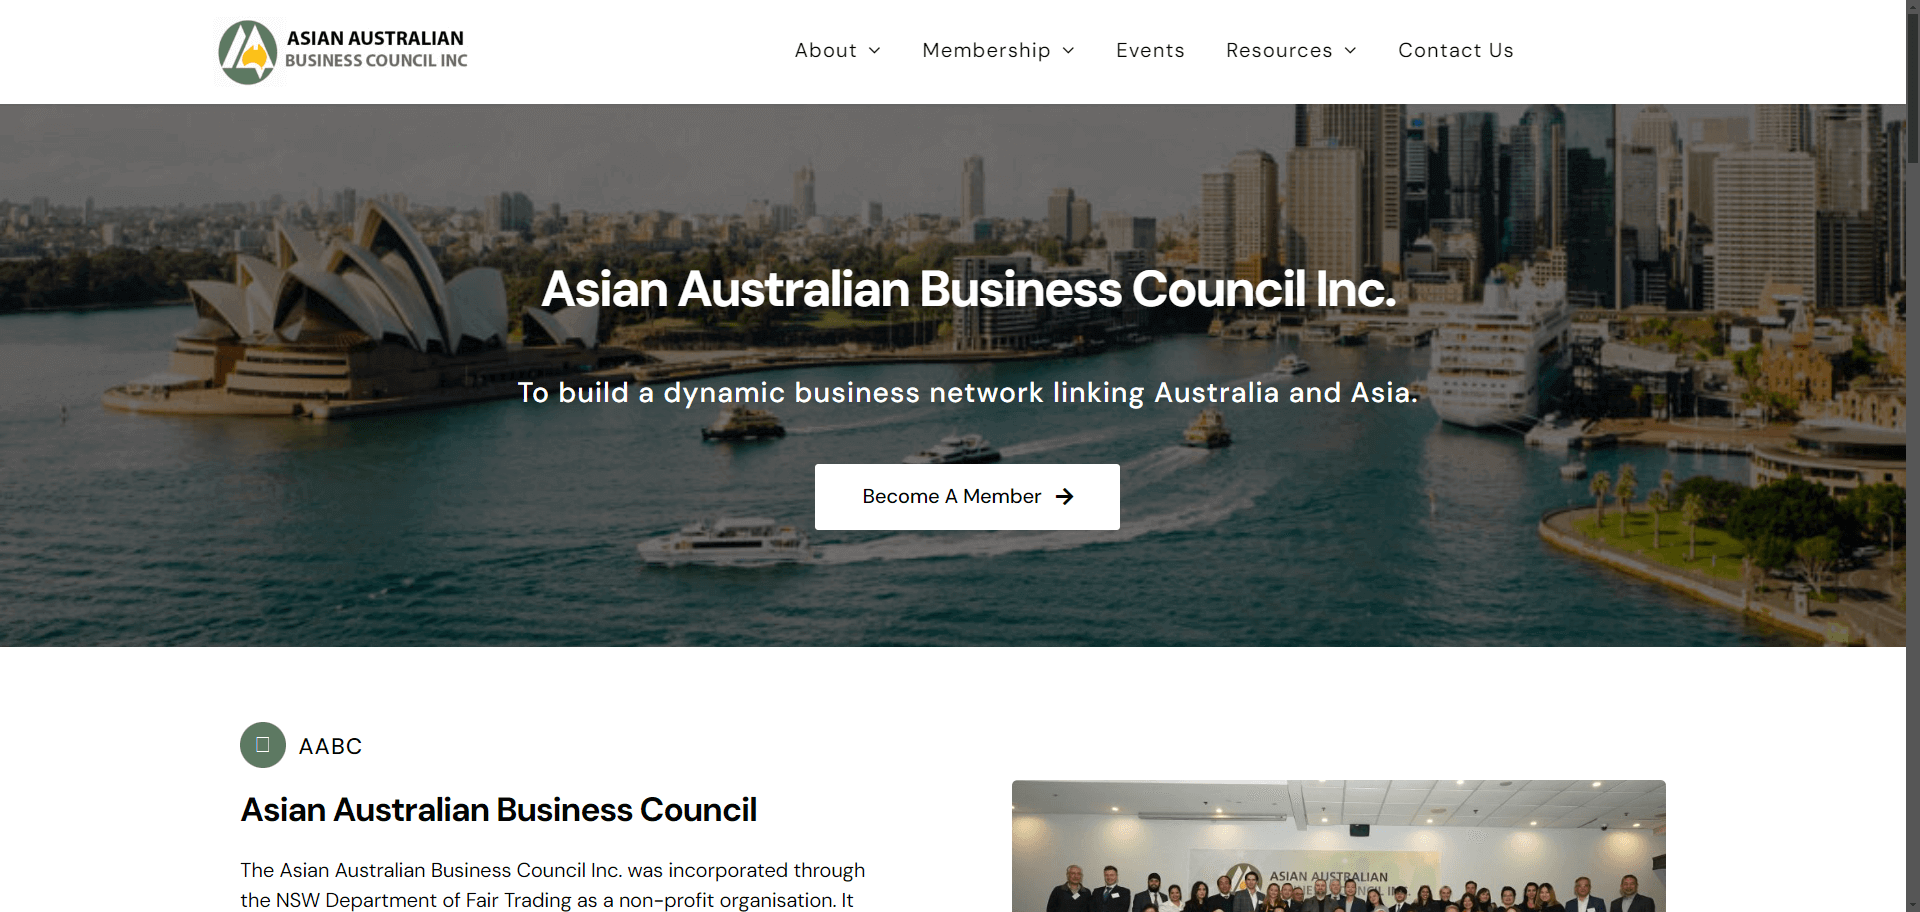 ASIAN AUSTRALIAN
BUSINESS COUNCIL INC
About Membership Events Resources Contact Us
Asian Australian Business Council Inc.
To build a dynamic business network linking Australia and Asia.
Become A Member
AABC
Asian Australian Business Council
The Asian Australian Business Council Inc. was incorporated through
the NSW Department of Fair Trading as a non-profit organisation. It
ASIAN AUSTRALIAN